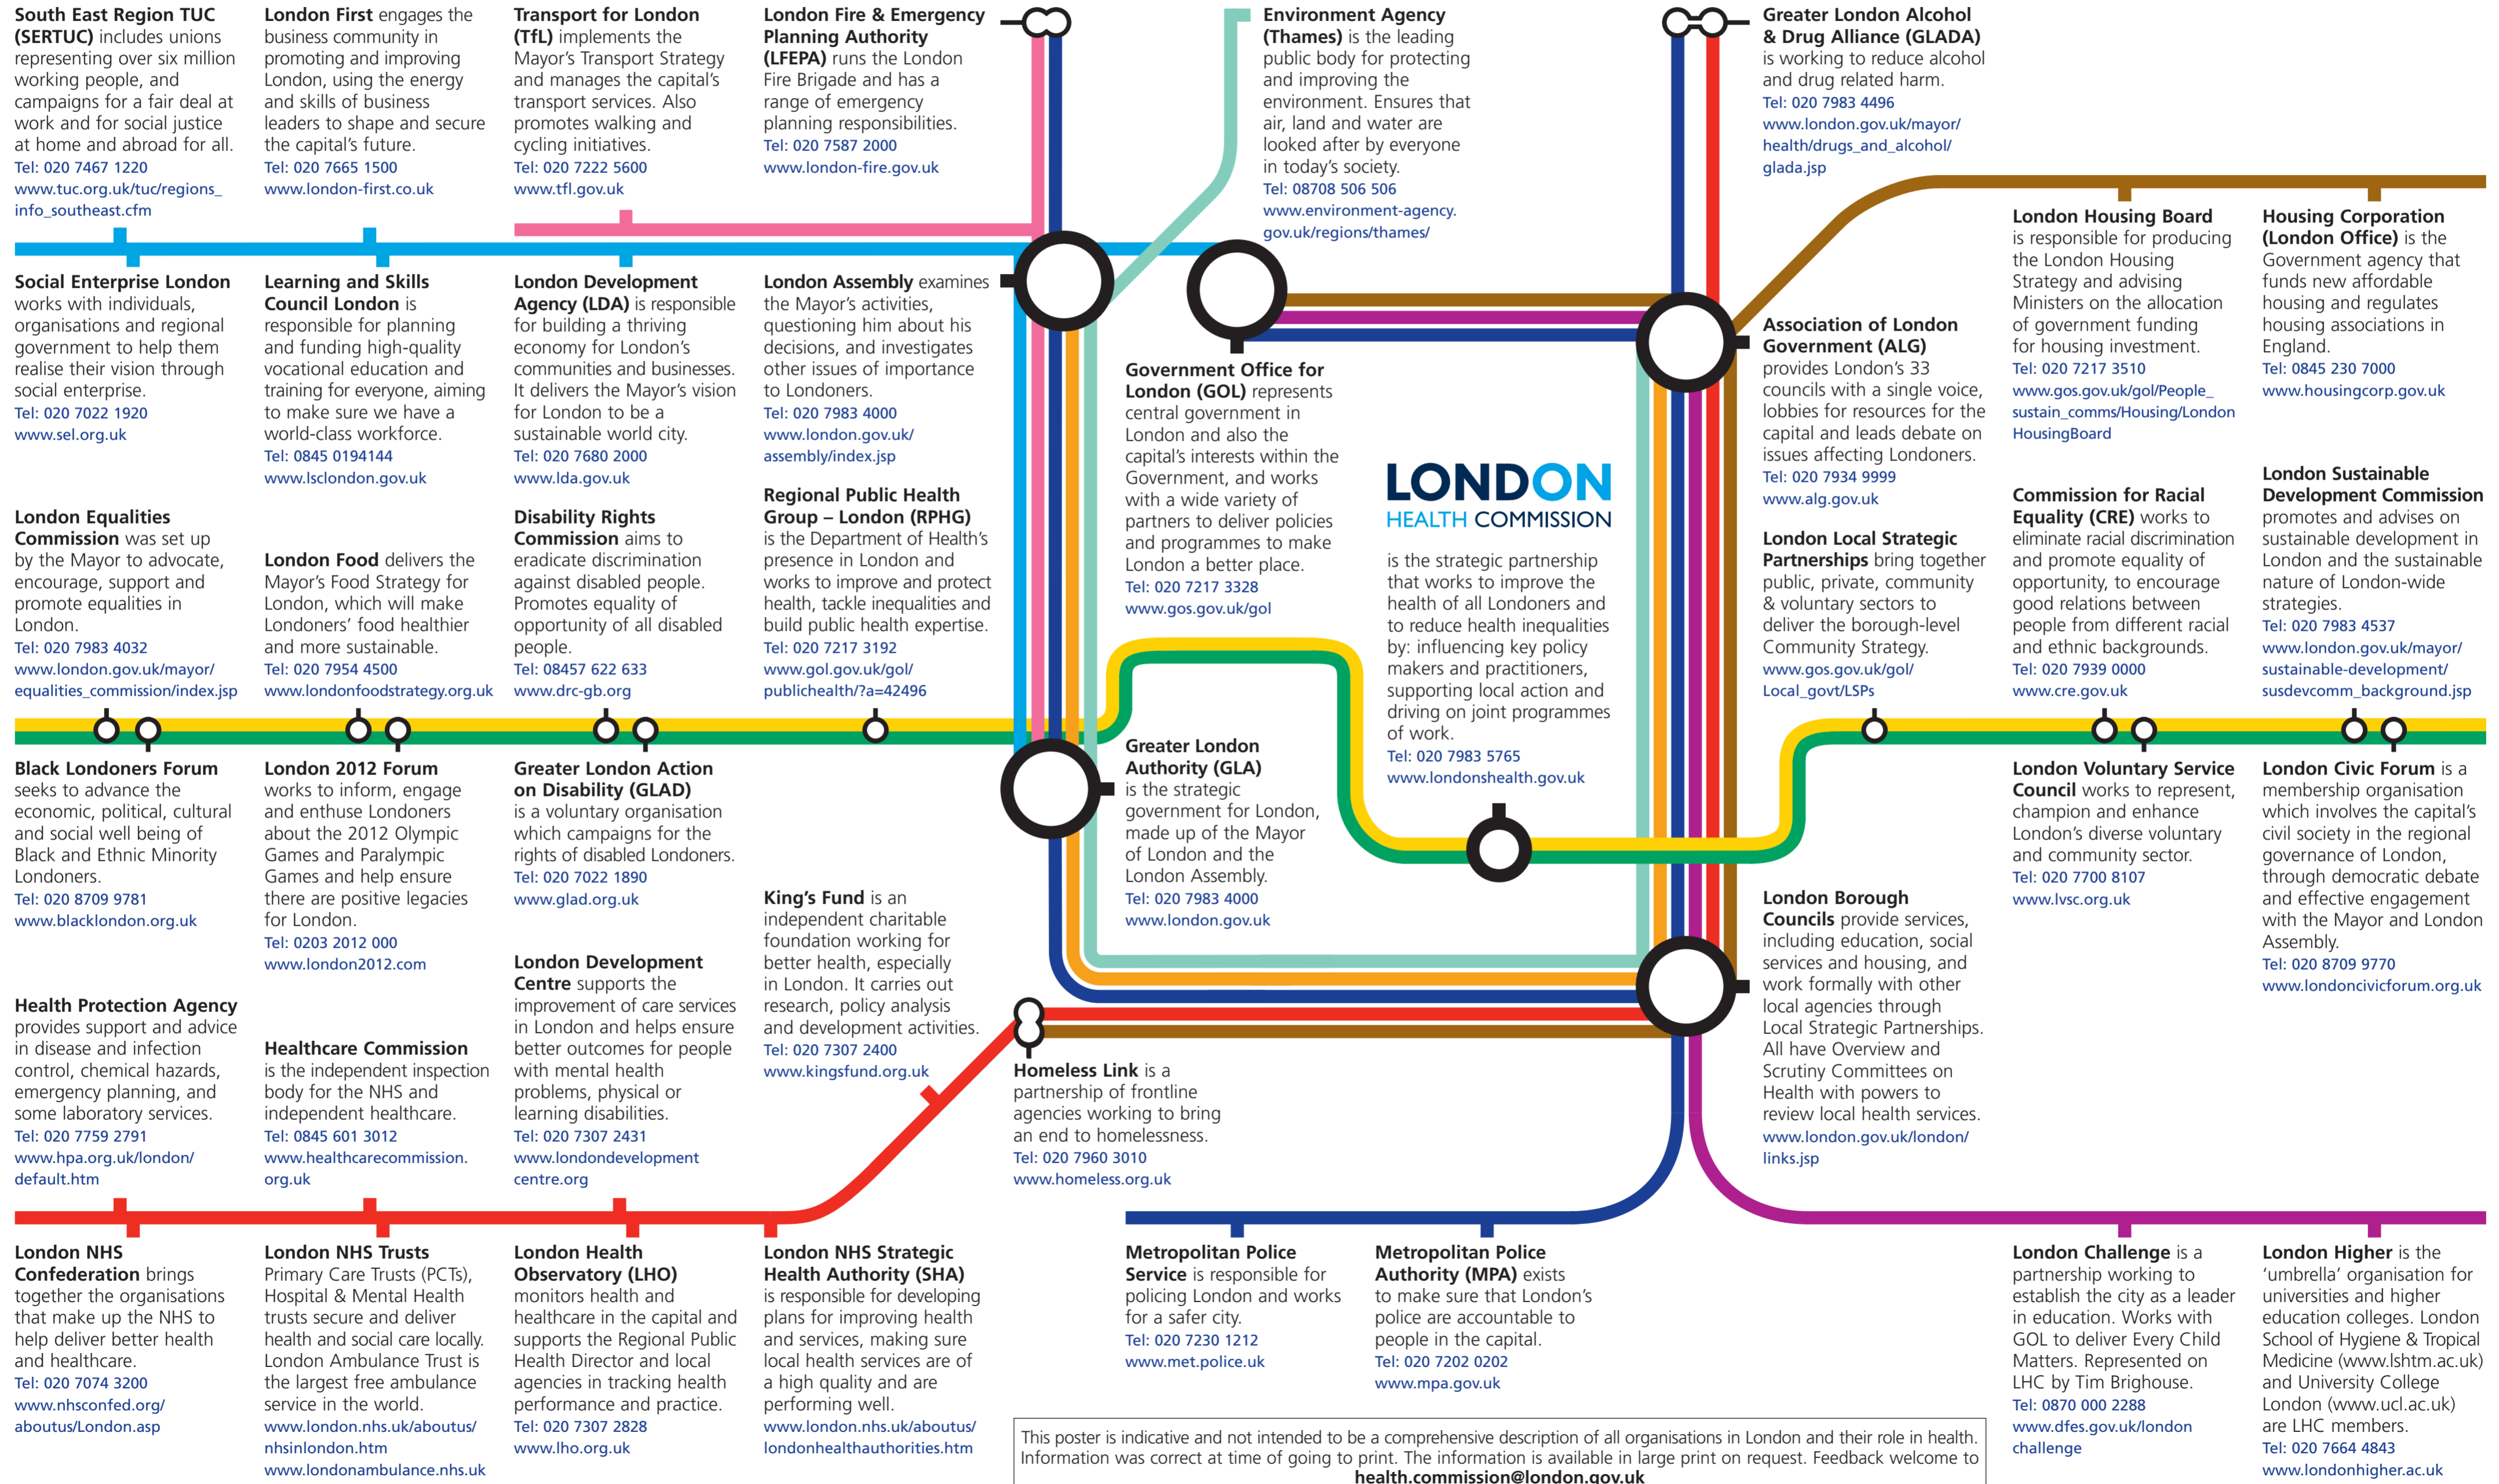 South East Region TUC
(SERTUC) includes unions
representing over six million
working people, and
campaigns for a fair deal at
work and for social justice
at home and abroad for all.
Tel: 020 7467 1220
www.tuc.org.uk/tuc/regions_
info_southeast.cfm
London First engages the
business community in
promoting and improving
London, using the energy
and skills of business
leaders to shape and secure
the capital's future.
Tel: 020 7665 1500
www.london-first.co.uk
Transport for London
(TfL) implements the
Mayor's Transport Strategy
and manages the capital's
transport services. Also
promotes walking and
cycling initiatives.
Tel: 020 7222 5600
www.tfl.gov.uk
London Fire & Emergency
Planning Authority
(LFEPA) runs the London
Fire Brigade and has a
range of emergency
planning responsibilities.
Tel: 020 7587 2000
www.london-fire.gov.uk
Environment Agency
(Thames) is the leading
public body for protecting
and improving the
environment. Ensures that
air, land and water are
looked after by everyone
in today's society.
Tel: 08708 506 506
www.environment-agency.
gov.uk/regions/thames/
Greater London Alcohol
& Drug Alliance (GLADA)
is working to reduce alcohol
and drug related harm.
Tel: 020 7983 4496
www.london.gov.uk/mayor/
health/drugs_and_alcohol/
glada.jsp
London Housing Board
is responsible for producing
the London Housing
Strategy and advising
Ministers on the allocation
of government funding
for housing investment.
Tel: 020 7217 3510
www.gos.gov.uk/gol/People_
sustain_comms/Housing/London
HousingBoard
Housing Corporation
(London Office) is the
Government agency that
funds new affordable
housing and regulates
housing associations in
England.
Tel: 0845 230 7000
www.housingcorp.gov.uk
Social Enterprise London
works with individuals,
organisations and regional
government to help them
realise their vision through
social enterprise.
Tel: 020 7022 1920
www.sel.org.uk
Learning and Skills
Council London is
responsible for planning
and funding high-quality
vocational education and
training for everyone, aiming
to make sure we have a
world-class workforce.
Tel: 0845 0194144
www.lsclondon.gov.uk
London Development
Agency (LDA) is responsible
for building a thriving
economy for London's
communities and businesses.
It delivers the Mayor's vision
for London to be a
sustainable world city.
Tel: 020 7680 2000
www.lda.gov.uk
London Assembly examines
the Mayor's activities,
questioning him about his
decisions, and investigates
other issues of importance
to Londoners.
Tel: 020 7983 4000
www.london.gov.uk/
assembly/index.jsp
Government Office for
London (GOL) represents
central government in
London and also the
capital's interests within the
Government, and works
with a wide variety of
partners to deliver policies
and programmes to make
London a better place.
Tel: 020 7217 3328
www.gos.gov.uk/gol
Association of London
Government (ALG)
provides London's 33
councils with a single voice,
lobbies for resources for the
capital and leads debate on
issues affecting Londoners.
Tel: 020 7934 9999
www.alg.gov.uk
London Equalities
Commission was set up
by the Mayor to advocate,
encourage, support and
promote equalities in
London.
Tel: 020 7983 4032
www.london.gov.uk/mayor/
equalities_commission/index.jsp
London Food delivers the
Mayor's Food Strategy for
London, which will make
Londoners' food healthier
and more sustainable.
Tel: 020 7954 4500
www.londonfoodstrategy.org.uk
Disability Rights
Commission aims to
eradicate discrimination
against disabled people.
Promotes equality of
opportunity of all disabled
people.
Tel: 08457 622 633
www.drc-gb.org
Regional Public Health
Group – London (RPHG)
is the Department of Health's
presence in London and
works to improve and protect
health, tackle inequalities and
build public health expertise.
Tel: 020 7217 3192
www.gol.gov.uk/gol/
publichealth/?a=42496
LONDON
HEALTH COMMISSION
is the strategic partnership
that works to improve the
health of all Londoners and
to reduce health inequalities
by: influencing key policy
makers and practitioners,
supporting local action and
driving on joint programmes
of work.
Tel: 020 7983 5765
www.londonshealth.gov.uk
London Local Strategic
Partnerships bring together
public, private, community
& voluntary sectors to
deliver the borough-level
Community Strategy.
www.gos.gov.uk/gol/
Local_govt/LSPs
Commission for Racial
Equality (CRE) works to
eliminate racial discrimination
and promote equality of
opportunity, to encourage
good relations between
people from different racial
and ethnic backgrounds.
Tel: 020 7939 0000
www.cre.gov.uk
London Sustainable
Development Commission
promotes and advises on
sustainable development in
London and the sustainable
nature of London-wide
strategies.
Tel: 020 7983 4537
www.london.gov.uk/mayor/
sustainable-development/
susdevcomm_background.jsp
Black Londoners Forum
seeks to advance the
economic, political, cultural
and social well being of
Black and Ethnic Minority
Londoners.
Tel: 020 8709 9781
www.blacklondon.org.uk
London 2012 Forum
works to inform, engage
and enthuse Londoners
about the 2012 Olympic
Games and Paralympic
Games and help ensure
there are positive legacies
for London.
Tel: 0203 2012 000
www.london2012.com
Greater London Action
on Disability (GLAD)
is a voluntary organisation
which campaigns for the
rights of disabled Londoners.
Tel: 020 7022 1890
www.glad.org.uk
Greater London
Authority (GLA)
is the strategic
government for London,
made up of the Mayor
of London and the
London Assembly.
Tel: 020 7983 4000
www.london.gov.uk
London Voluntary Service
Council works to represent,
champion and enhance
London's diverse voluntary
and community sector.
Tel: 020 7700 8107
www.lvsc.org.uk
London Civic Forum is a
membership organisation
which involves the capital's
civil society in the regional
governance of London,
through democratic debate
and effective engagement
with the Mayor and London
Assembly.
Tel: 020 8709 9770
www.londoncivicforum.org.uk
Health Protection Agency
provides support and advice
in disease and infection
control, chemical hazards,
emergency planning, and
some laboratory services.
Tel: 020 7759 2791
www.hpa.org.uk/london/
default.htm
Healthcare Commission
is the independent inspection
body for the NHS and
independent healthcare.
Tel: 0845 601 3012
www.healthcarecommission.
org.uk
London Development
Centre supports the
improvement of care services
in London and helps ensure
better outcomes for people
with mental health
problems, physical or
learning disabilities.
Tel: 020 7307 2431
www.londondevelopment
centre.org
King's Fund is an
independent charitable
foundation working for
better health, especially
in London. It carries out
research, policy analysis
and development activities.
Tel: 020 7307 2400
www.kingsfund.org.uk
Homeless Link is a
partnership of frontline
agencies working to bring
an end to homelessness.
Tel: 020 7960 3010
www.homeless.org.uk
London Borough
Councils provide services,
including education, social
services and housing, and
work formally with other
local agencies through
Local Strategic Partnerships.
All have Overview and
Scrutiny Committees on
Health with powers to
review local health services.
www.london.gov.uk/london/
links.jsp
London NHS
Confederation brings
together the organisations
that make up the NHS to
help deliver better health
and healthcare.
Tel: 020 7074 3200
www.nhsconfed.org/
aboutus/London.asp
London NHS Trusts
Primary Care Trusts (PCTs),
Hospital & Mental Health
trusts secure and deliver
health and social care locally.
London Ambulance Trust is
the largest free ambulance
service in the world.
www.london.nhs.uk/aboutus/
nhsinlondon.htm
www.londonambulance.nhs.uk
London Health
Observatory (LHO)
monitors health and
healthcare in the capital and
supports the Regional Public
Health Director and local
agencies in tracking health
performance and practice.
Tel: 020 7307 2828
www.lho.org.uk
London NHS Strategic
Health Authority (SHA)
is responsible for developing
plans for improving health
and services, making sure
local health services are of
a high quality and are
performing well.
www.london.nhs.uk/aboutus/
londonhealthauthorities.htm
Metropolitan Police
Service is responsible for
policing London and works
for a safer city.
Tel: 020 7230 1212
www.met.police.uk
Metropolitan Police
Authority (MPA) exists
to make sure that London's
police are accountable to
people in the capital.
Tel: 020 7202 0202
www.mpa.gov.uk
London Challenge is a
partnership working to
establish the city as a leader
in education. Works with
GOL to deliver Every Child
Matters. Represented on
LHC by Tim Brighouse.
Tel: 0870 000 2288
www.dfes.gov.uk/london
challenge
London Higher is the
'umbrella' organisation for
universities and higher
education colleges. London
School of Hygiene & Tropical
Medicine (www.lshtm.ac.uk)
and University College
London (www.ucl.ac.uk)
are LHC members.
Tel: 020 7664 4843
www.londonhigher.ac.uk
This poster is indicative and not intended to be a comprehensive description of all organisations in London and their role in health.
Information was correct at time of going to print. The information is available in large print on request. Feedback welcome to
health.commission@london.gov.uk